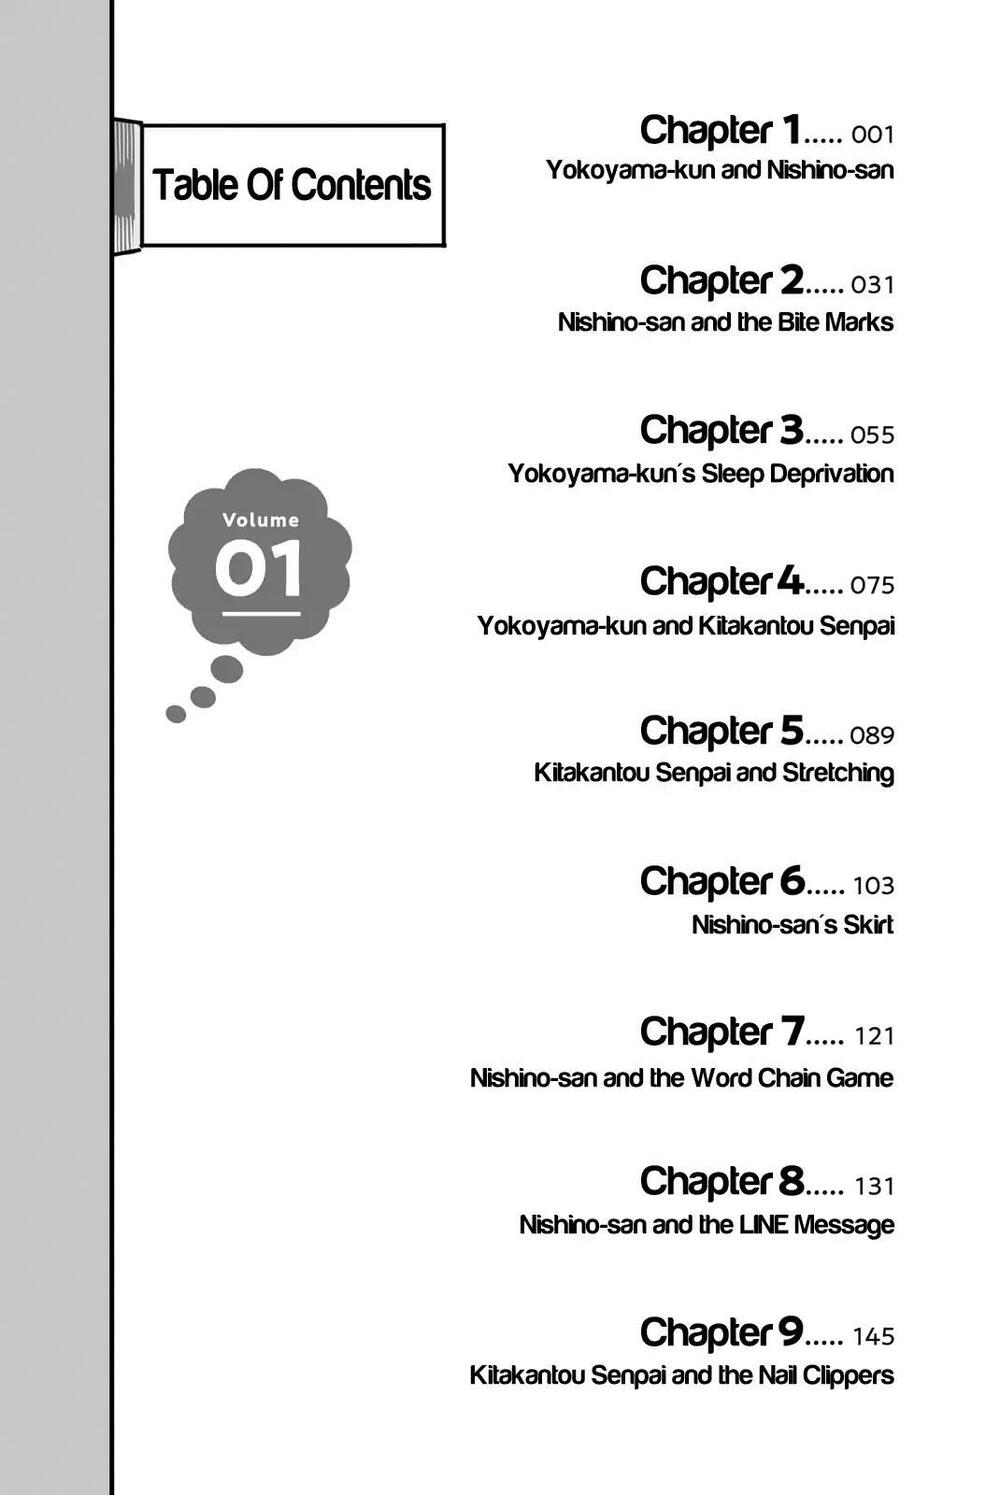 Table Of Contents
Volume
01
Chapter 1..... 001
Yokoyama-kun and Nishino-san
Chapter 2..... 031
Nishino-san and the Bite Marks
Chapter 3..... 055
Yokoyama-kun´s Sleep Deprivation
Chapter 4..... 075
Yokoyama-kun and Kitakantou Senpai
Chapter 5..... 089
Kitakantou Senpai and Stretching
Chapter 6..... 103
Nishino-san´s Skirt
Chapter 7..... 121
Nishino-san and the Word Chain Game
Chapter 8..... 131
Nishino-san and the LINE Message
Chapter 9..... 145
Kitakantou Senpai and the Nail Clippers